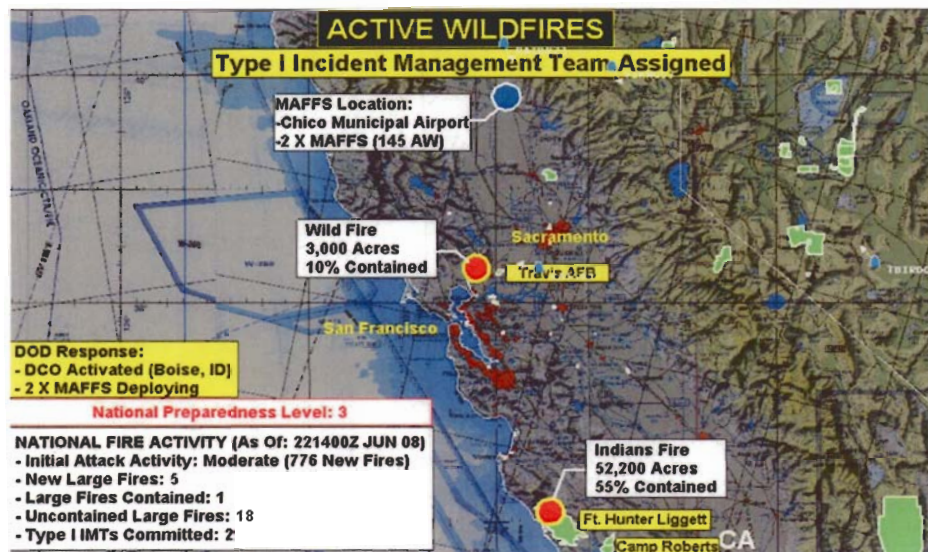 ACTIVE WILDFIRES
Type I Incident Management Team Assigned
MAFFS Location:
-Chico Municipal Airport
-2 X MAFFS (145 AW)
OAKLAND OCEANIC
Wild Fire
3,000 Acres
10% Contained
Sacramento
Trav's AFB
San Francisco
DOD Response:
- DCO Activated (Boise, ID)
- 2 X MAFFS Deploying
National Preparedness Level: 3
NATIONAL FIRE ACTIVITY (As Of: 221400Z JUN 08)
- Initial Attack Activity: Moderate (776 New Fires)
- New Large Fires: 5
- Large Fires Contained: 1
- Uncontained Large Fires: 18
- Type I IMTs Committed: 2
Indians Fire
52,200 Acres
55% Contained
Ft. Hunter Liggett
CA
Camp Roberts